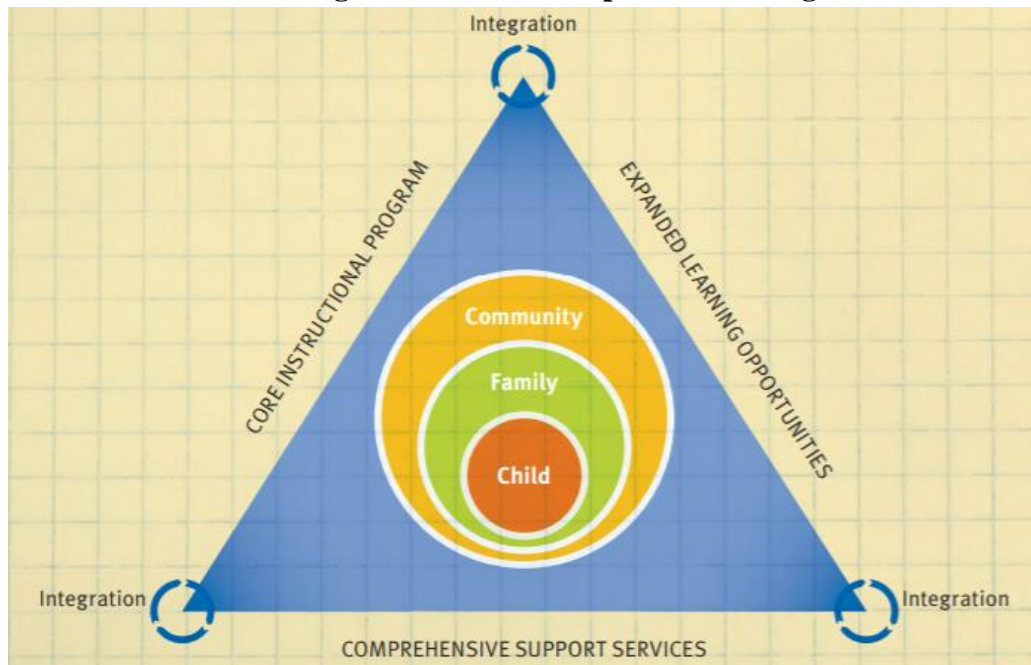 Integration
CORE INSTRUCTIONAL PROGRAM
EXPANDED LEARNING OPPORTUNITIES
Community
Family
Child
Integration
Integration
COMPREHENSIVE SUPPORT SERVICES